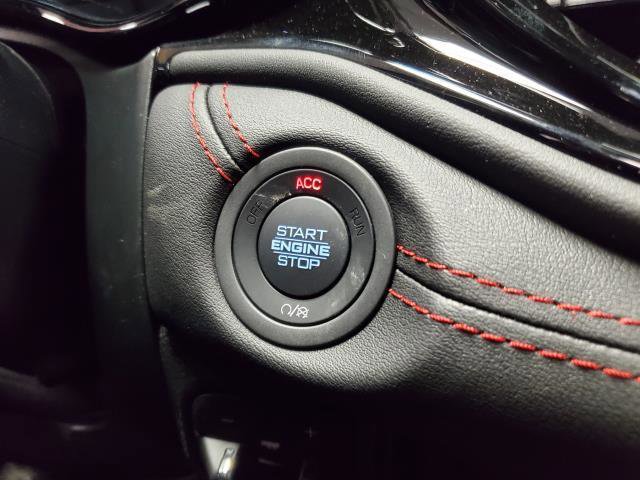 ACC
OFF
RUN
START
ENGINE
STOP